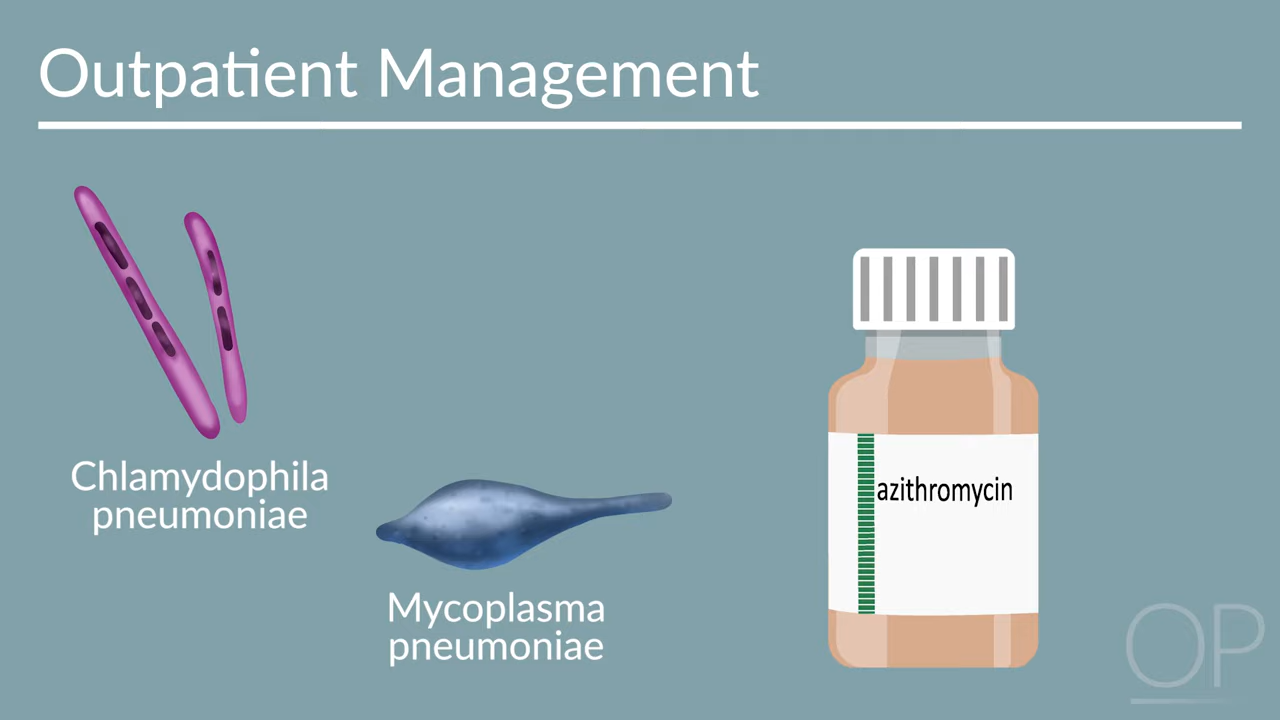 Outpatient Management
Chlamydophila
pneumoniae
Mycoplasma
pneumoniae
azithromycin
OP